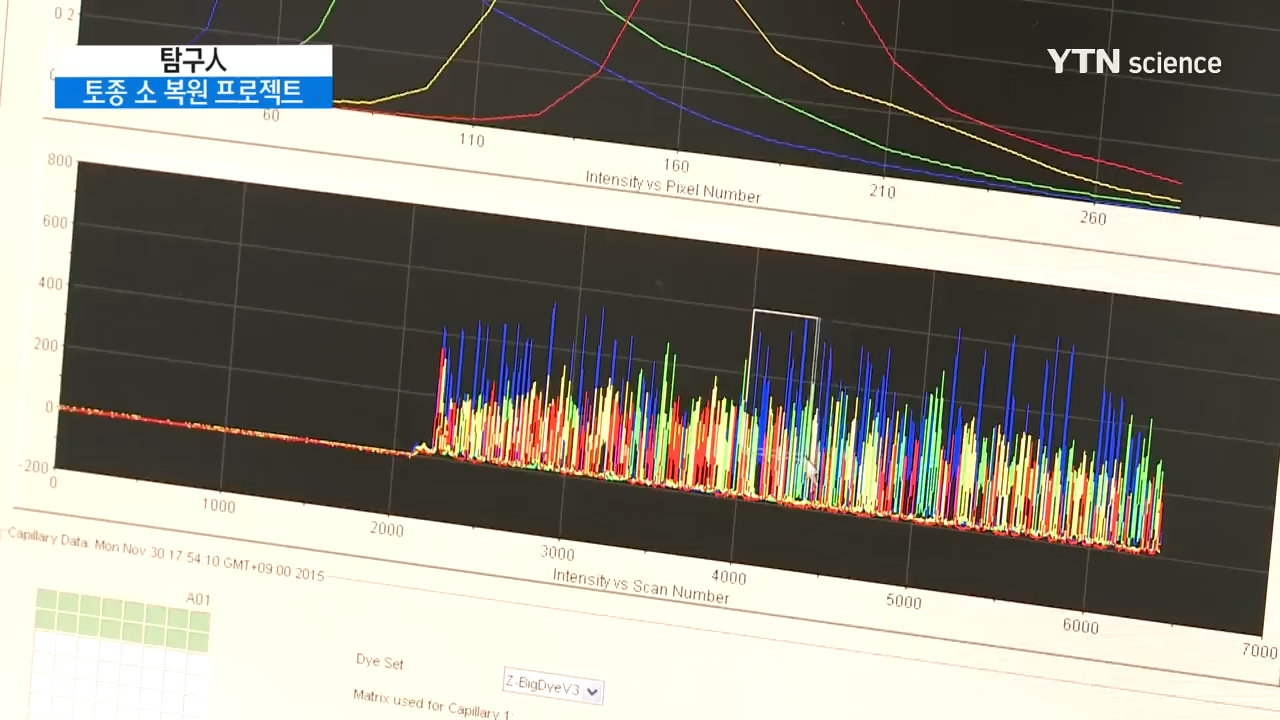 탐구人
토종 소 복원 프로젝트
YTN science
0 2
60
110
160
210
260
Intensity vs Pixel Number
800
600
400
200
0
-200
0
1000
2000
3000
4000
5000
6000
7000
Intensity vs Scan Number
Capillary Data: Mon Nov 30 17:54:10 GMT+09:00 2015
A01
Dye Set
Z-BigDyeV3
Matrix used for Capillary 1: